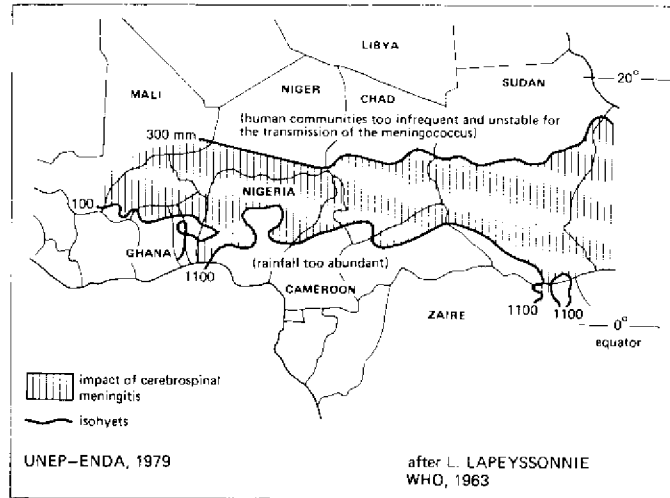 LIBYA
SUDAN
20°
NIGER
MALI
CHAD
(human communities too infrequent and unstable for
the transmission of the meningococcus)
300 mm
NIGERIA
100
GHANA
1100
(rainfall too abundant)
CAMEROON
ZAIRE
1100
1100
0°
equator
impact of cerebrospinal
meningitis
isohyets
UNEP–ENDA, 1979
after L. LAPEYSSONNIE
WHO, 1963